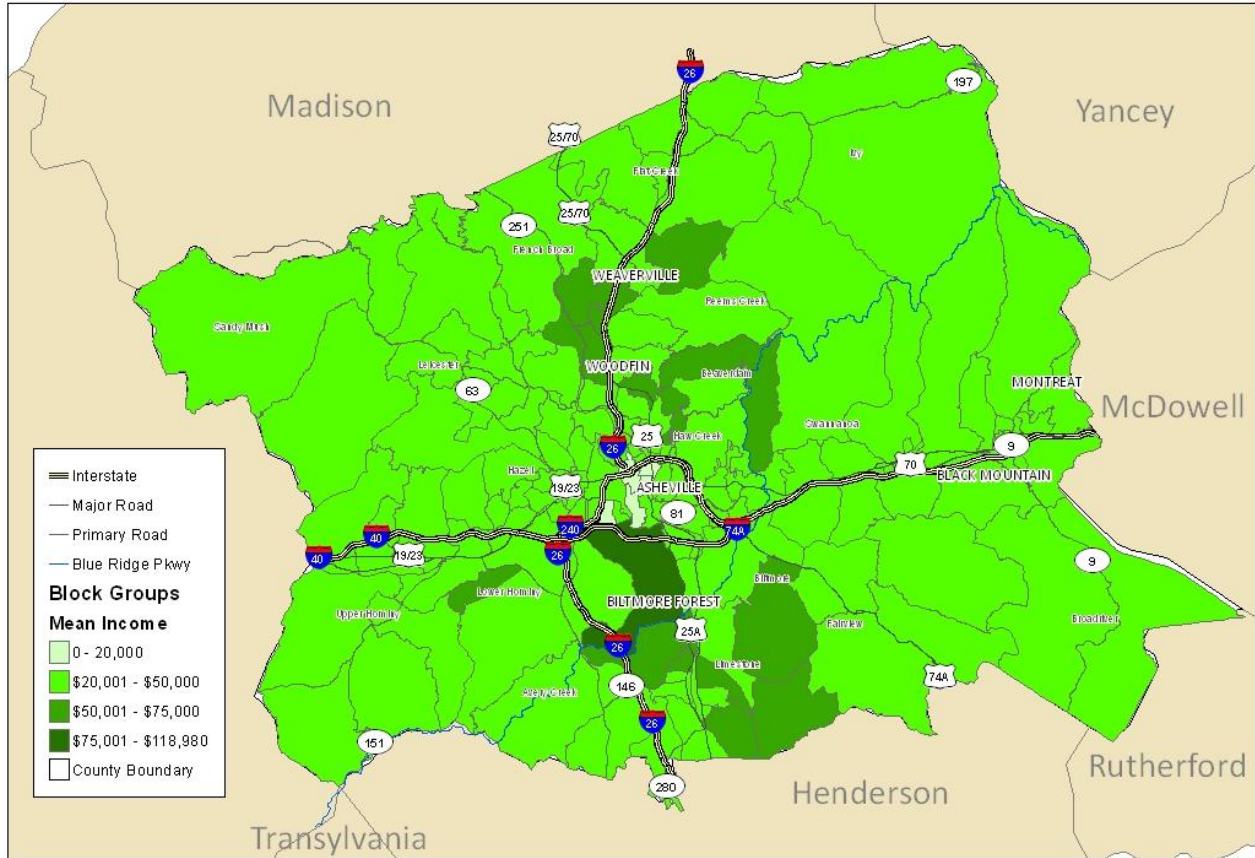 26
197
Madison
Yancey
25/70
Ivy
Flat Creek
25/70
251
French Broad
WEAVERVILLE
Reems Creek
Sandy Mush
Leicester
WOODFIN
Beaverdam
63
MONTREAT
McDowell
Swannanoa
26
25
Haw Creek
9
70
Hazell
BLACK MOUNTAIN
19/23
ASHEVILLE
81
240
74A
40
40
19/23
26
9
Biltmore
Lower Hominy
Upper Hominy
BILTMORE FOREST
Broad River
Fairview
25A
26
Limestone
74A
146
Avery Creek
26
151
280
Rutherford
Henderson
Transylvania
Interstate
Major Road
Primary Road
Blue Ridge Pkwy
Block Groups
Mean Income
0 - 20,000
$20,001 - $50,000
$50,001 - $75,000
$75,001 - $118,980
County Boundary